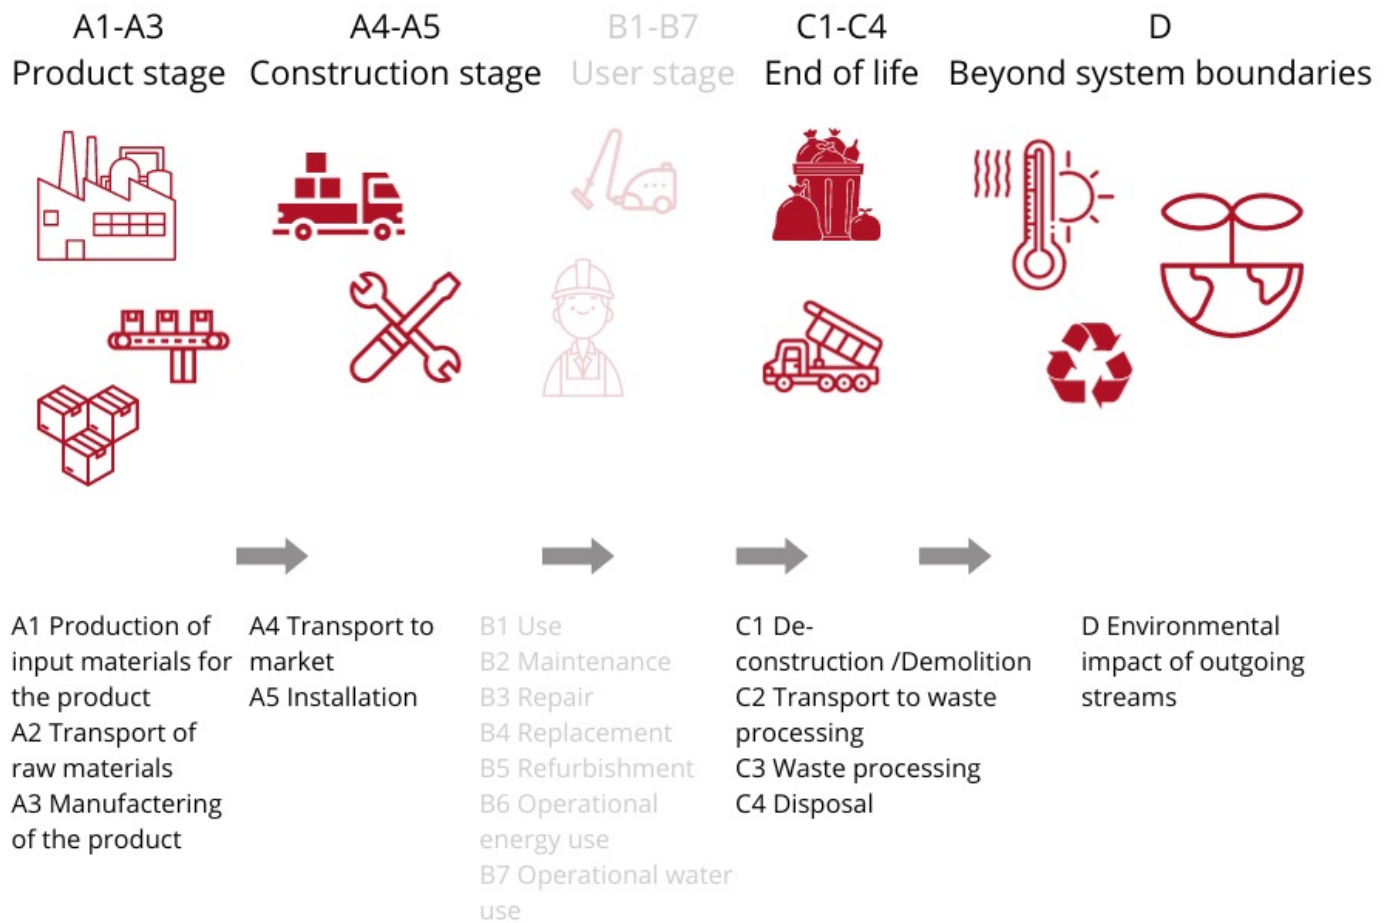 A1-A3
Product stage
A4-A5
Construction stage
B1-B7
User stage
C1-C4
End of life
D
Beyond system boundaries
A1 Production of
input materials for
the product
A2 Transport of
raw materials
A3 Manufactering
of the product
A4 Transport to
market
A5 Installation
B1 Use
B2 Maintenance
B3 Repair
B4 Replacement
B5 Refurbishment
B6 Operational
energy use
B7 Operational water
use
C1 De-
construction /Demolition
C2 Transport to waste
processing
C3 Waste processing
C4 Disposal
D Environmental
impact of outgoing
streams